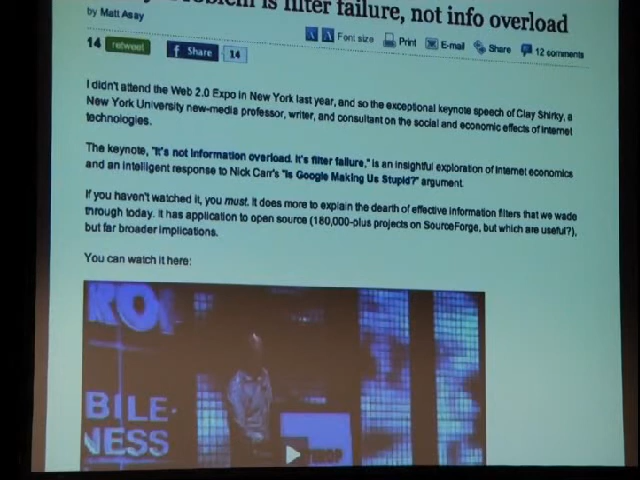 is filter failure, not info overload
by Matt Asay
14 retweet Share 14 Font size Print E-mail Share 12 comments
I didn't attend the Web 2.0 Expo in New York last year, and so the exceptional keynote speech of Clay Shirky, a
New York University new-media professor, writer, and consultant on the social and economic effects of Internet
technologies.
The keynote, "It's not information overload. It's filter failure," is an insightful exploration of Internet economics
and an intelligent response to Nick Carr's "Is Google Making Us Stupid?" argument.
If you haven't watched it, you must. It does more to explain the dearth of effective information filters that we wade
through today. It has application to open source (180,000-plus projects on SourceForge, but which are useful?),
but far broader implications.
You can watch it here:
BILE
NESS